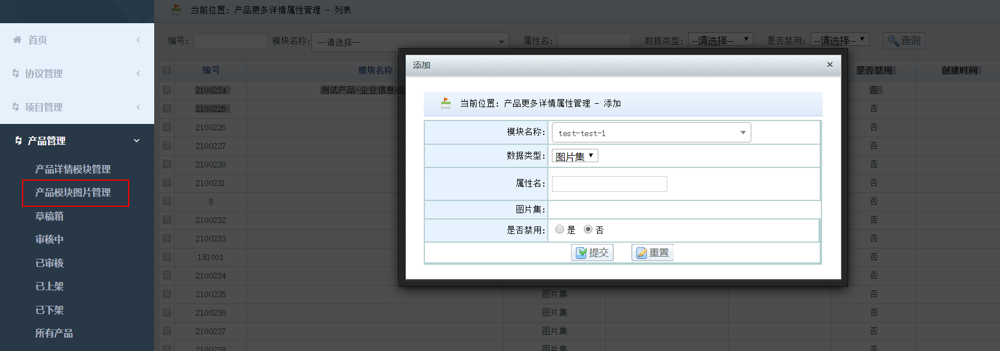 当前位置: 产品更多详情属性管理 - 列表
首页
协议管理
项目管理
产品管理
产品详情模块管理
产品模块图片管理
草稿箱
审核中
已审核
已上架
已下架
所有产品
编号: 模块名称: —请选择— 属性名: 数据类型: --请选择-- 是否禁用: --请选择-- 查询
编号 模块名称 是否禁用 创建时间
2100224 测试产品-企业信息-2 否
2100225 否
2100226 否
2100227 否
2100230 否
2100231 否
8 否
2100232 否
2100233 否
181001 否
2100234 否
2100235 图片集 否
2100236 图片集 否
2100237 图片集 否
2100238 图片集 否
添加 ×
当前位置: 产品更多详情属性管理 - 添加
模块名称: test-test-1
数据类型: 图片集
属性名:
图片集:
是否禁用: 是 否
提交 重置